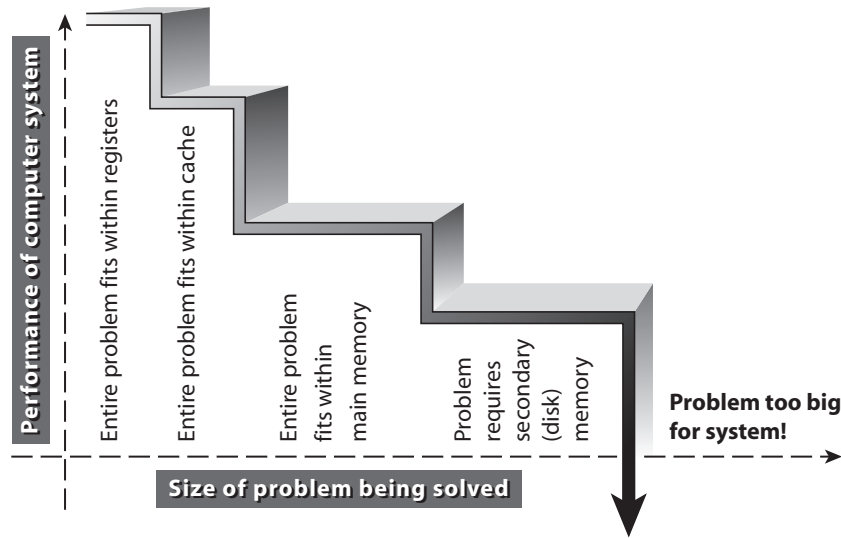 Performance of computer system
Entire problem fits within registers
Entire problem fits within cache
Entire problem
fits within
main memory
Problem
requires
secondary
(disk)
memory
Problem too big
for system!
Size of problem being solved